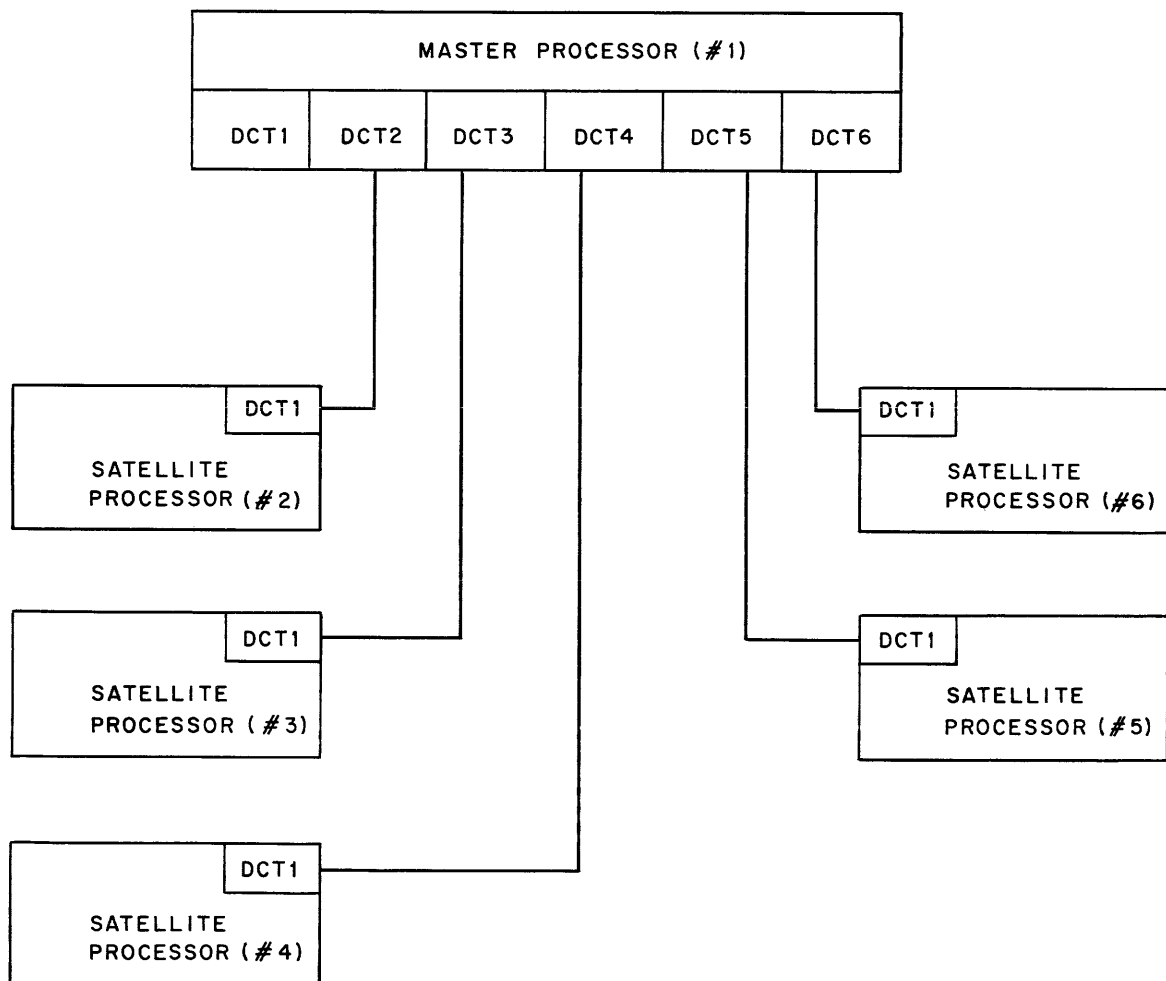 MASTER PROCESSOR (#1)
DCT1 DCT2 DCT3 DCT4 DCT5 DCT6
DCT1
SATELLITE
PROCESSOR (#2)
DCT1
SATELLITE
PROCESSOR (#6)
DCT1
SATELLITE
PROCESSOR (#3)
DCT1
SATELLITE
PROCESSOR (#5)
DCT1
SATELLITE
PROCESSOR (#4)